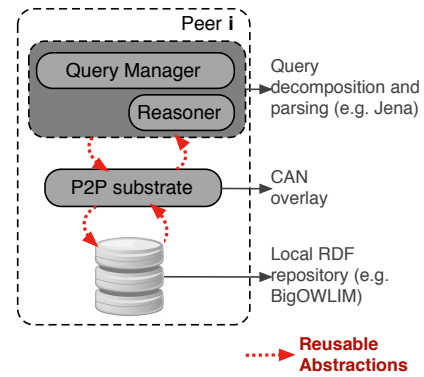 Peer i
Query Manager
Reasoner
Query
decomposition and
parsing (e.g. Jena)
P2P substrate
CAN
overlay
Local RDF
repository (e.g.
BigOWLIM)
Reusable
Abstractions